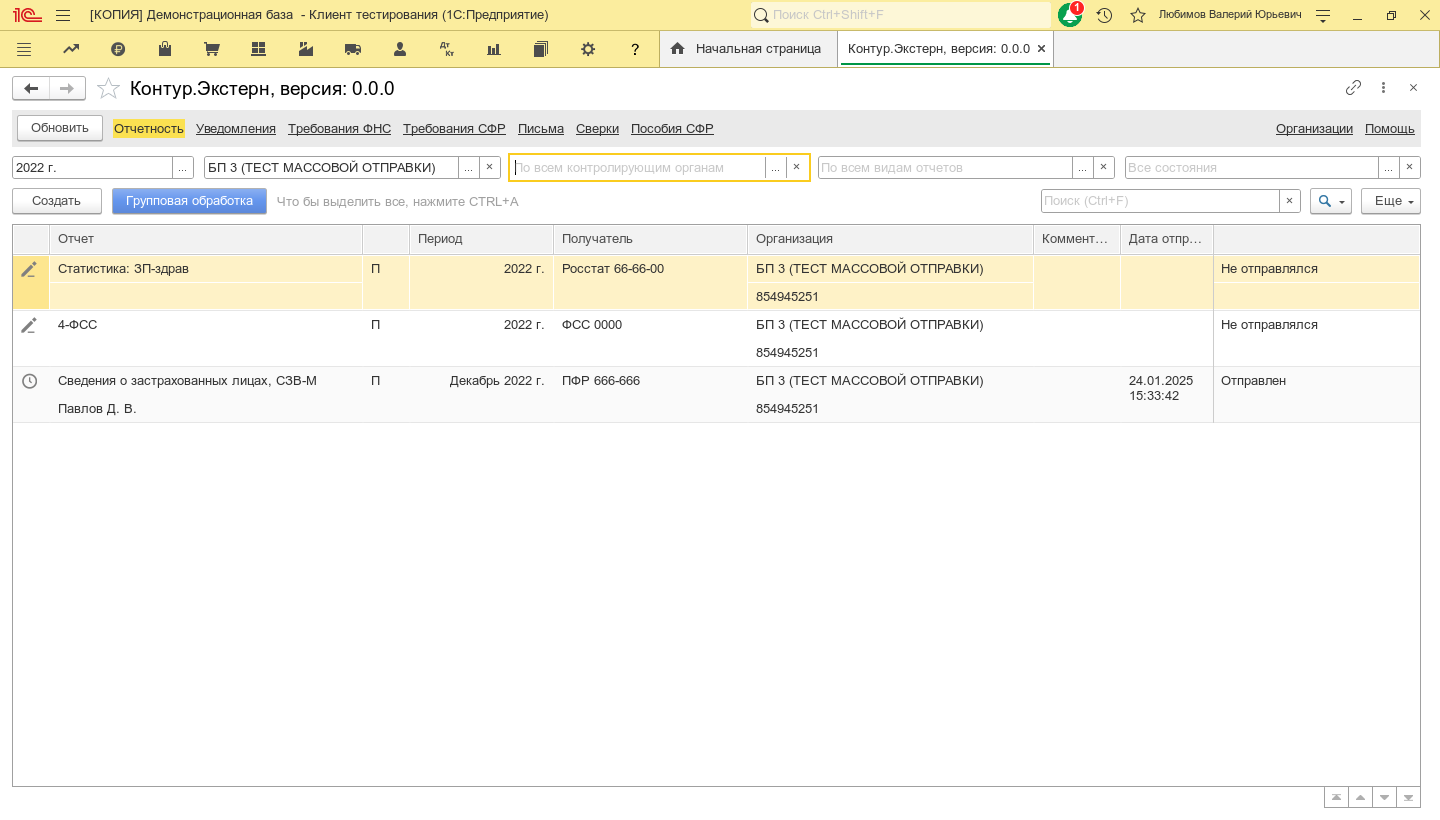 [КОПИЯ] Демонстрационная база - Клиент тестирования (1С:Предприятие)
Поиск Ctrl+Shift+F
1
Любимов Валерий Юрьевич
Дт
Кт
?
Начальная страница
Контур.Экстерн, версия: 0.0.0
Контур.Экстерн, версия: 0.0.0
Обновить
Отчетность
Уведомления
Требования ФНС
Требования СФР
Письма
Сверки
Пособия СФР
Организации
Помощь
2022 г.
...
БП 3 (ТЕСТ МАССОВОЙ ОТПРАВКИ)
...
По всем контролирующим органам
...
По всем видам отчетов
...
Все состояния
...
Создать
Групповая обработка
Что бы выделить все, нажмите CTRL+A
Поиск (Ctrl+F)
Еще
Отчет
Период
Получатель
Организация
Коммент…
Дата отпр…
Статистика: ЗП-здрав
П
2022 г.
Росстат 66-66-00
БП 3 (ТЕСТ МАССОВОЙ ОТПРАВКИ)
Не отправлялся
854945251
4-ФСС
П
2022 г.
ФСС 0000
БП 3 (ТЕСТ МАССОВОЙ ОТПРАВКИ)
Не отправлялся
854945251
Сведения о застрахованных лицах, СЗВ-М
П
Декабрь 2022 г.
ПФР 666-666
БП 3 (ТЕСТ МАССОВОЙ ОТПРАВКИ)
24.01.2025
15:33:42
Отправлен
Павлов Д. В.
854945251